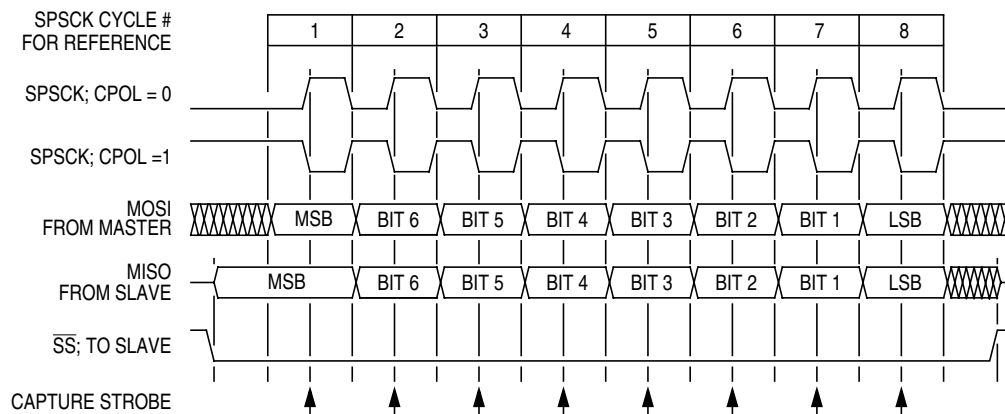 SPSCK CYCLE #
FOR REFERENCE
1 2 3 4 5 6 7 8
SPSCK; CPOL = 0
SPSCK; CPOL =1
MOSI
FROM MASTER
MSB BIT 6 BIT 5 BIT 4 BIT 3 BIT 2 BIT 1 LSB
MISO
FROM SLAVE
MSB BIT 6 BIT 5 BIT 4 BIT 3 BIT 2 BIT 1 LSB
S̅S̅; TO SLAVE
CAPTURE STROBE